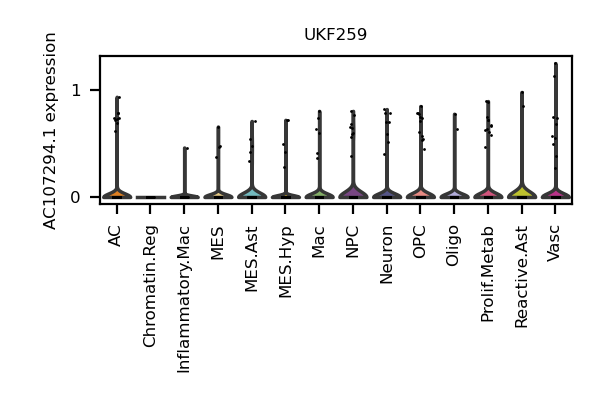 UKF259
AC107294.1 expression
1
0
AC
Chromatin.Reg
Inflammatory.Mac
MES
MES.Ast
MES.Hyp
Mac
NPC
Neuron
OPC
Oligo
Prolif.Metab
Reactive.Ast
Vasc